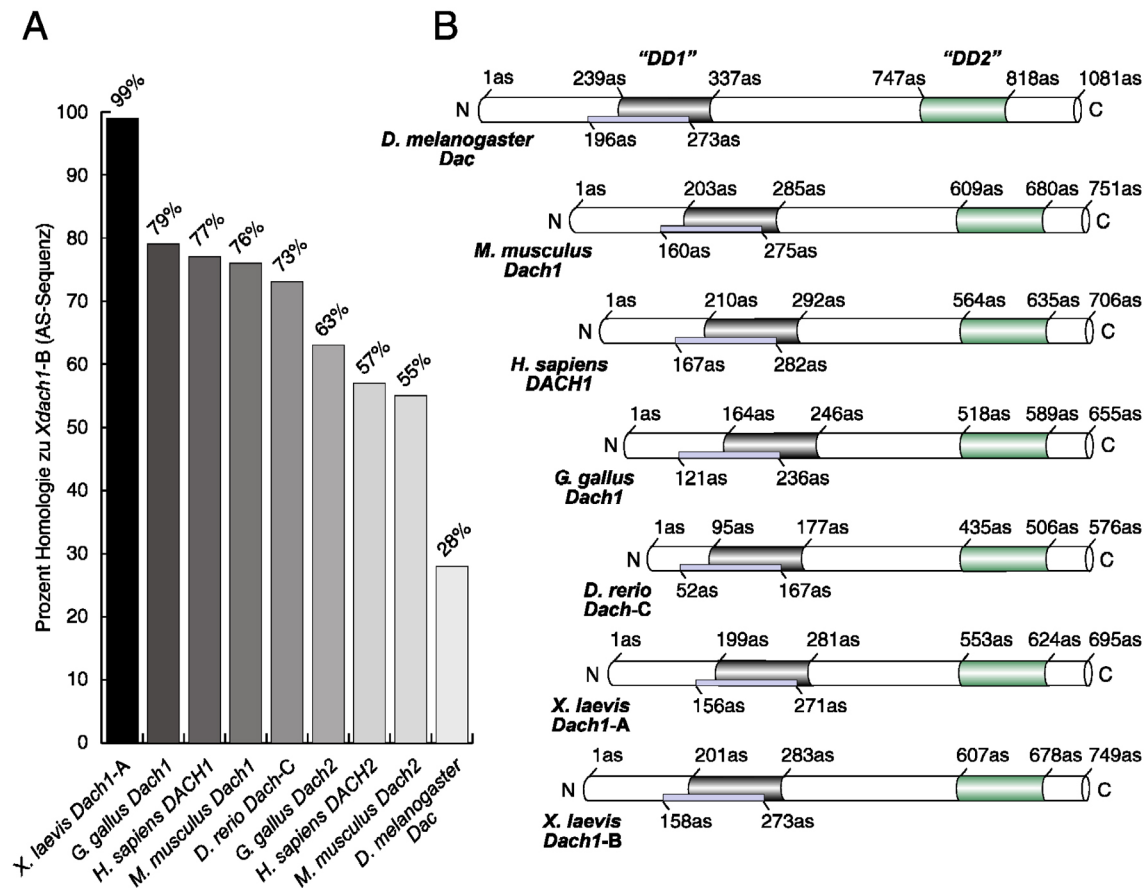 A
Prozent Homologie zu Xdach1-B (AS-Sequenz)
100
90
80
70
60
50
40
30
20
10
0
99%
79%
77%
76%
73%
63%
57%
55%
28%
X. laevis Dach1-A
G. gallus Dach1
H. sapiens DACH1
M. musculus Dach1
D. rerio Dach-C
G. gallus Dach2
H. sapiens DACH2
M. musculus Dach2
D. melanogaster
Dac
B
"DD1" "DD2"
1as 239as 337as 747as 818as 1081as
N C
196as 273as
D. melanogaster
Dac
1as 203as 285as 609as 680as 751as
N C
160as 275as
M. musculus
Dach1
1as 210as 292as 564as 635as 706as
N C
167as 282as
H. sapiens
DACH1
1as 164as 246as 518as 589as 655as
N C
121as 236as
G. gallus
Dach1
1as 95as 177as 435as 506as 576as
N C
52as 167as
D. rerio
Dach-C
1as 199as 281as 553as 624as 695as
N C
156as 271as
X. laevis
Dach1-A
1as 201as 283as 607as 678as 749as
N C
158as 273as
X. laevis
Dach1-B